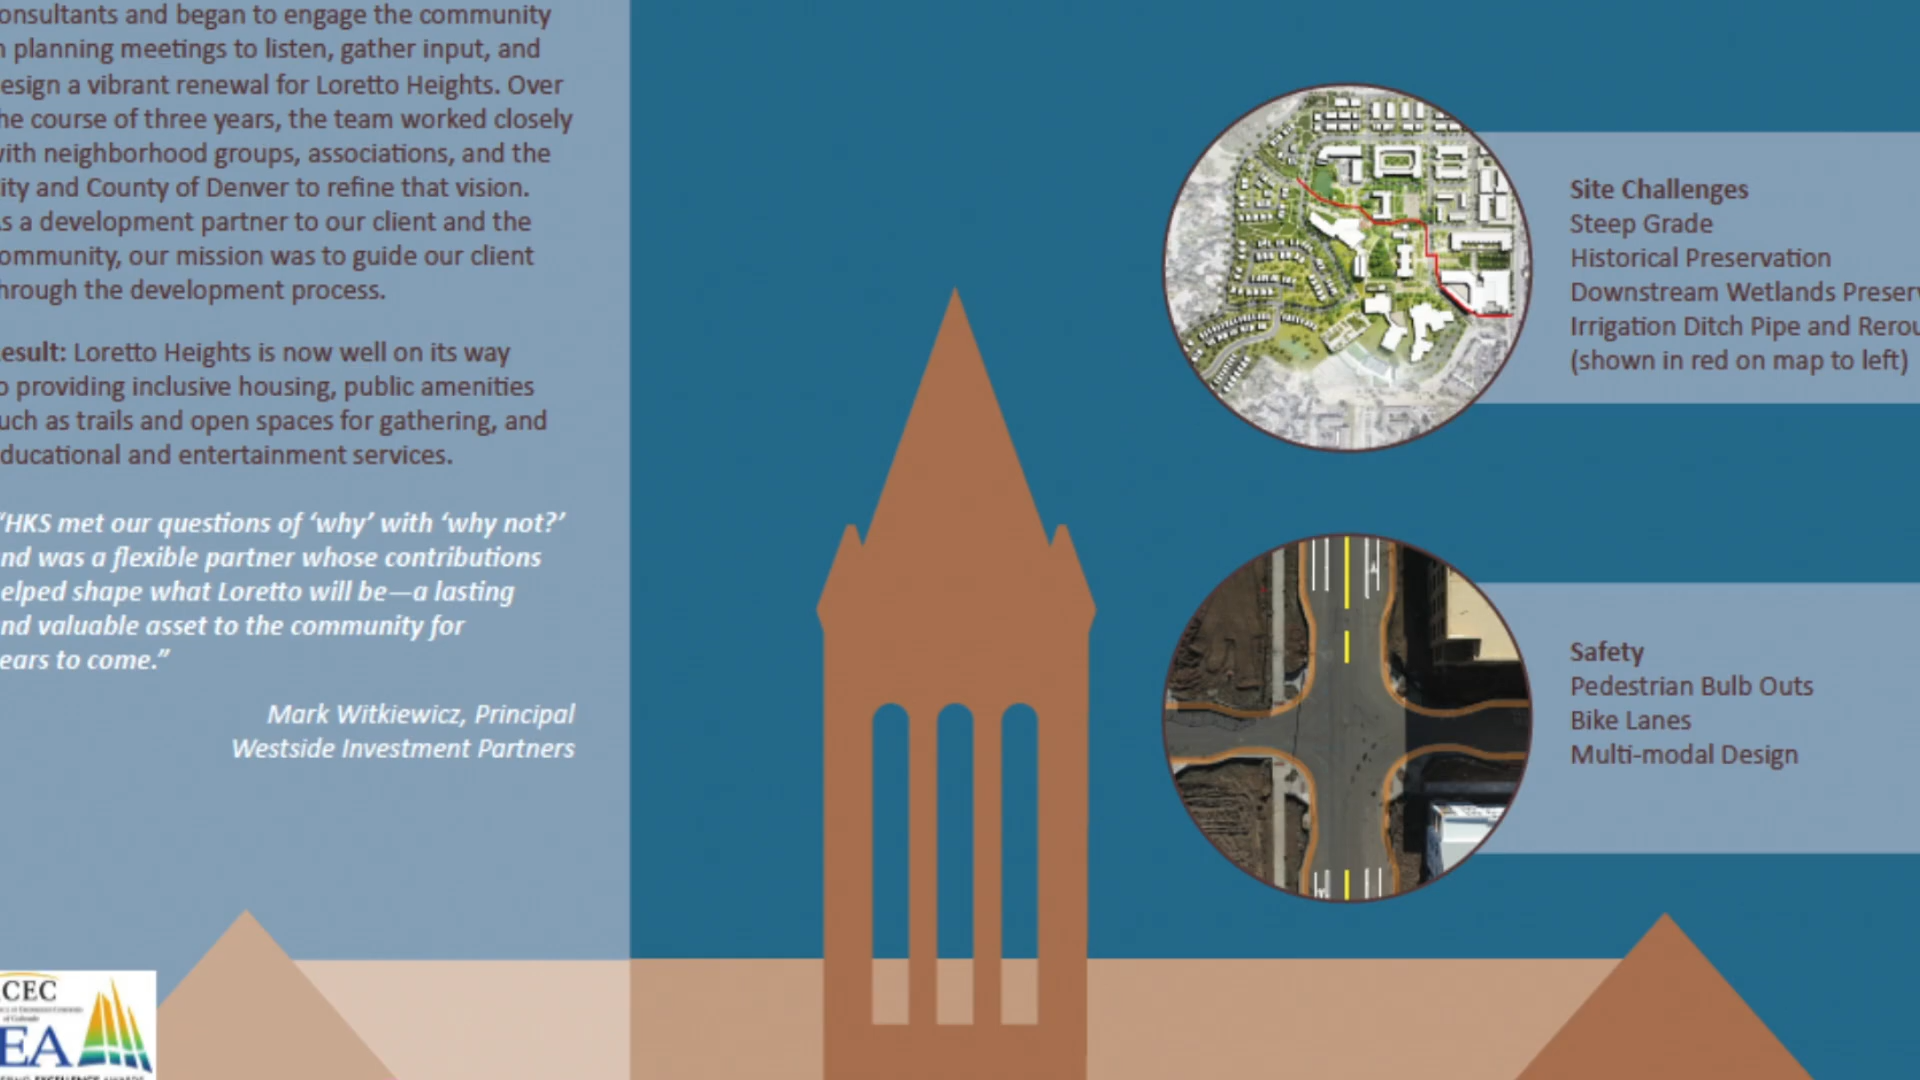 onsultants and began to engage the community
n planning meetings to listen, gather input, and
esign a vibrant renewal for Loretto Heights. Over
he course of three years, the team worked closely
ith neighborhood groups, associations, and the
ity and County of Denver to refine that vision.
s a development partner to our client and the
ommunity, our mission was to guide our client
hrough the development process.
esult: Loretto Heights is now well on its way
o providing inclusive housing, public amenities
uch as trails and open spaces for gathering, and
ducational and entertainment services.
“HKS met our questions of ‘why’ with ‘why not?’
nd was a flexible partner whose contributions
elped shape what Loretto will be—a lasting
nd valuable asset to the community for
ears to come.”
Mark Witkiewicz, Principal
Westside Investment Partners
CEC
of Colorado
EA
EXCELLENCE AWARDS
Site Challenges
Steep Grade
Historical Preservation
Downstream Wetlands Preserv
Irrigation Ditch Pipe and Rerou
(shown in red on map to left)
Safety
Pedestrian Bulb Outs
Bike Lanes
Multi-modal Design